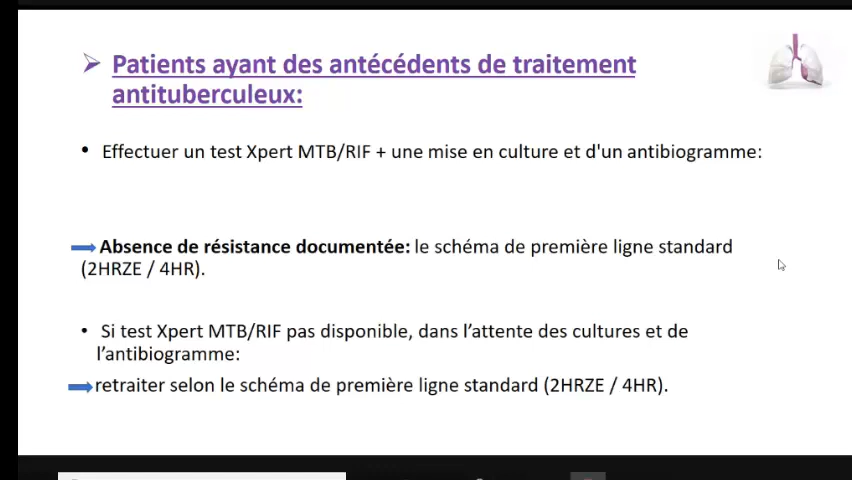 Patients ayant des antécédents de traitement
antituberculeux:
Effectuer un test Xpert MTB/RIF + une mise en culture et d'un antibiogramme:
Absence de résistance documentée: le schéma de première ligne standard
(2HRZE / 4HR).
Si test Xpert MTB/RIF pas disponible, dans l'attente des cultures et de
l'antibiogramme:
retraiter selon le schéma de première ligne standard (2HRZE / 4HR).